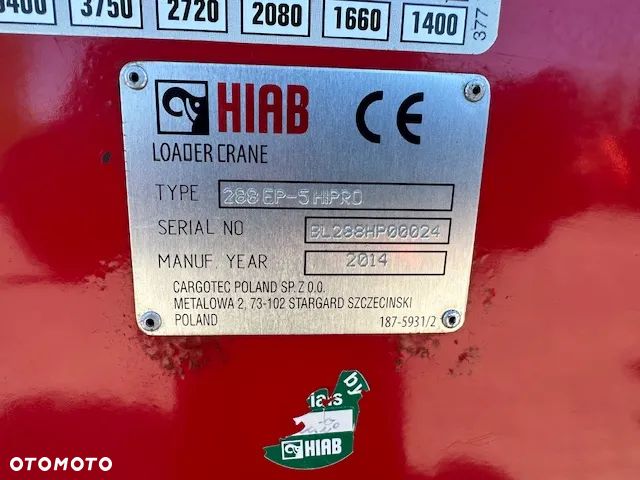 3750 2720 2080 1660 1400
377
HIAB CE
LOADER CRANE
TYPE 288 EP-5 HIPRO
SERIAL NO BL288HP00024
MANUF. YEAR 2014
CARGOTEC POLAND SP. Z O.O.
METALOWA 2, 73-102 STARGARD SZCZECINSKI
POLAND 187-5931/2
by
HIAB
OTOMOTO